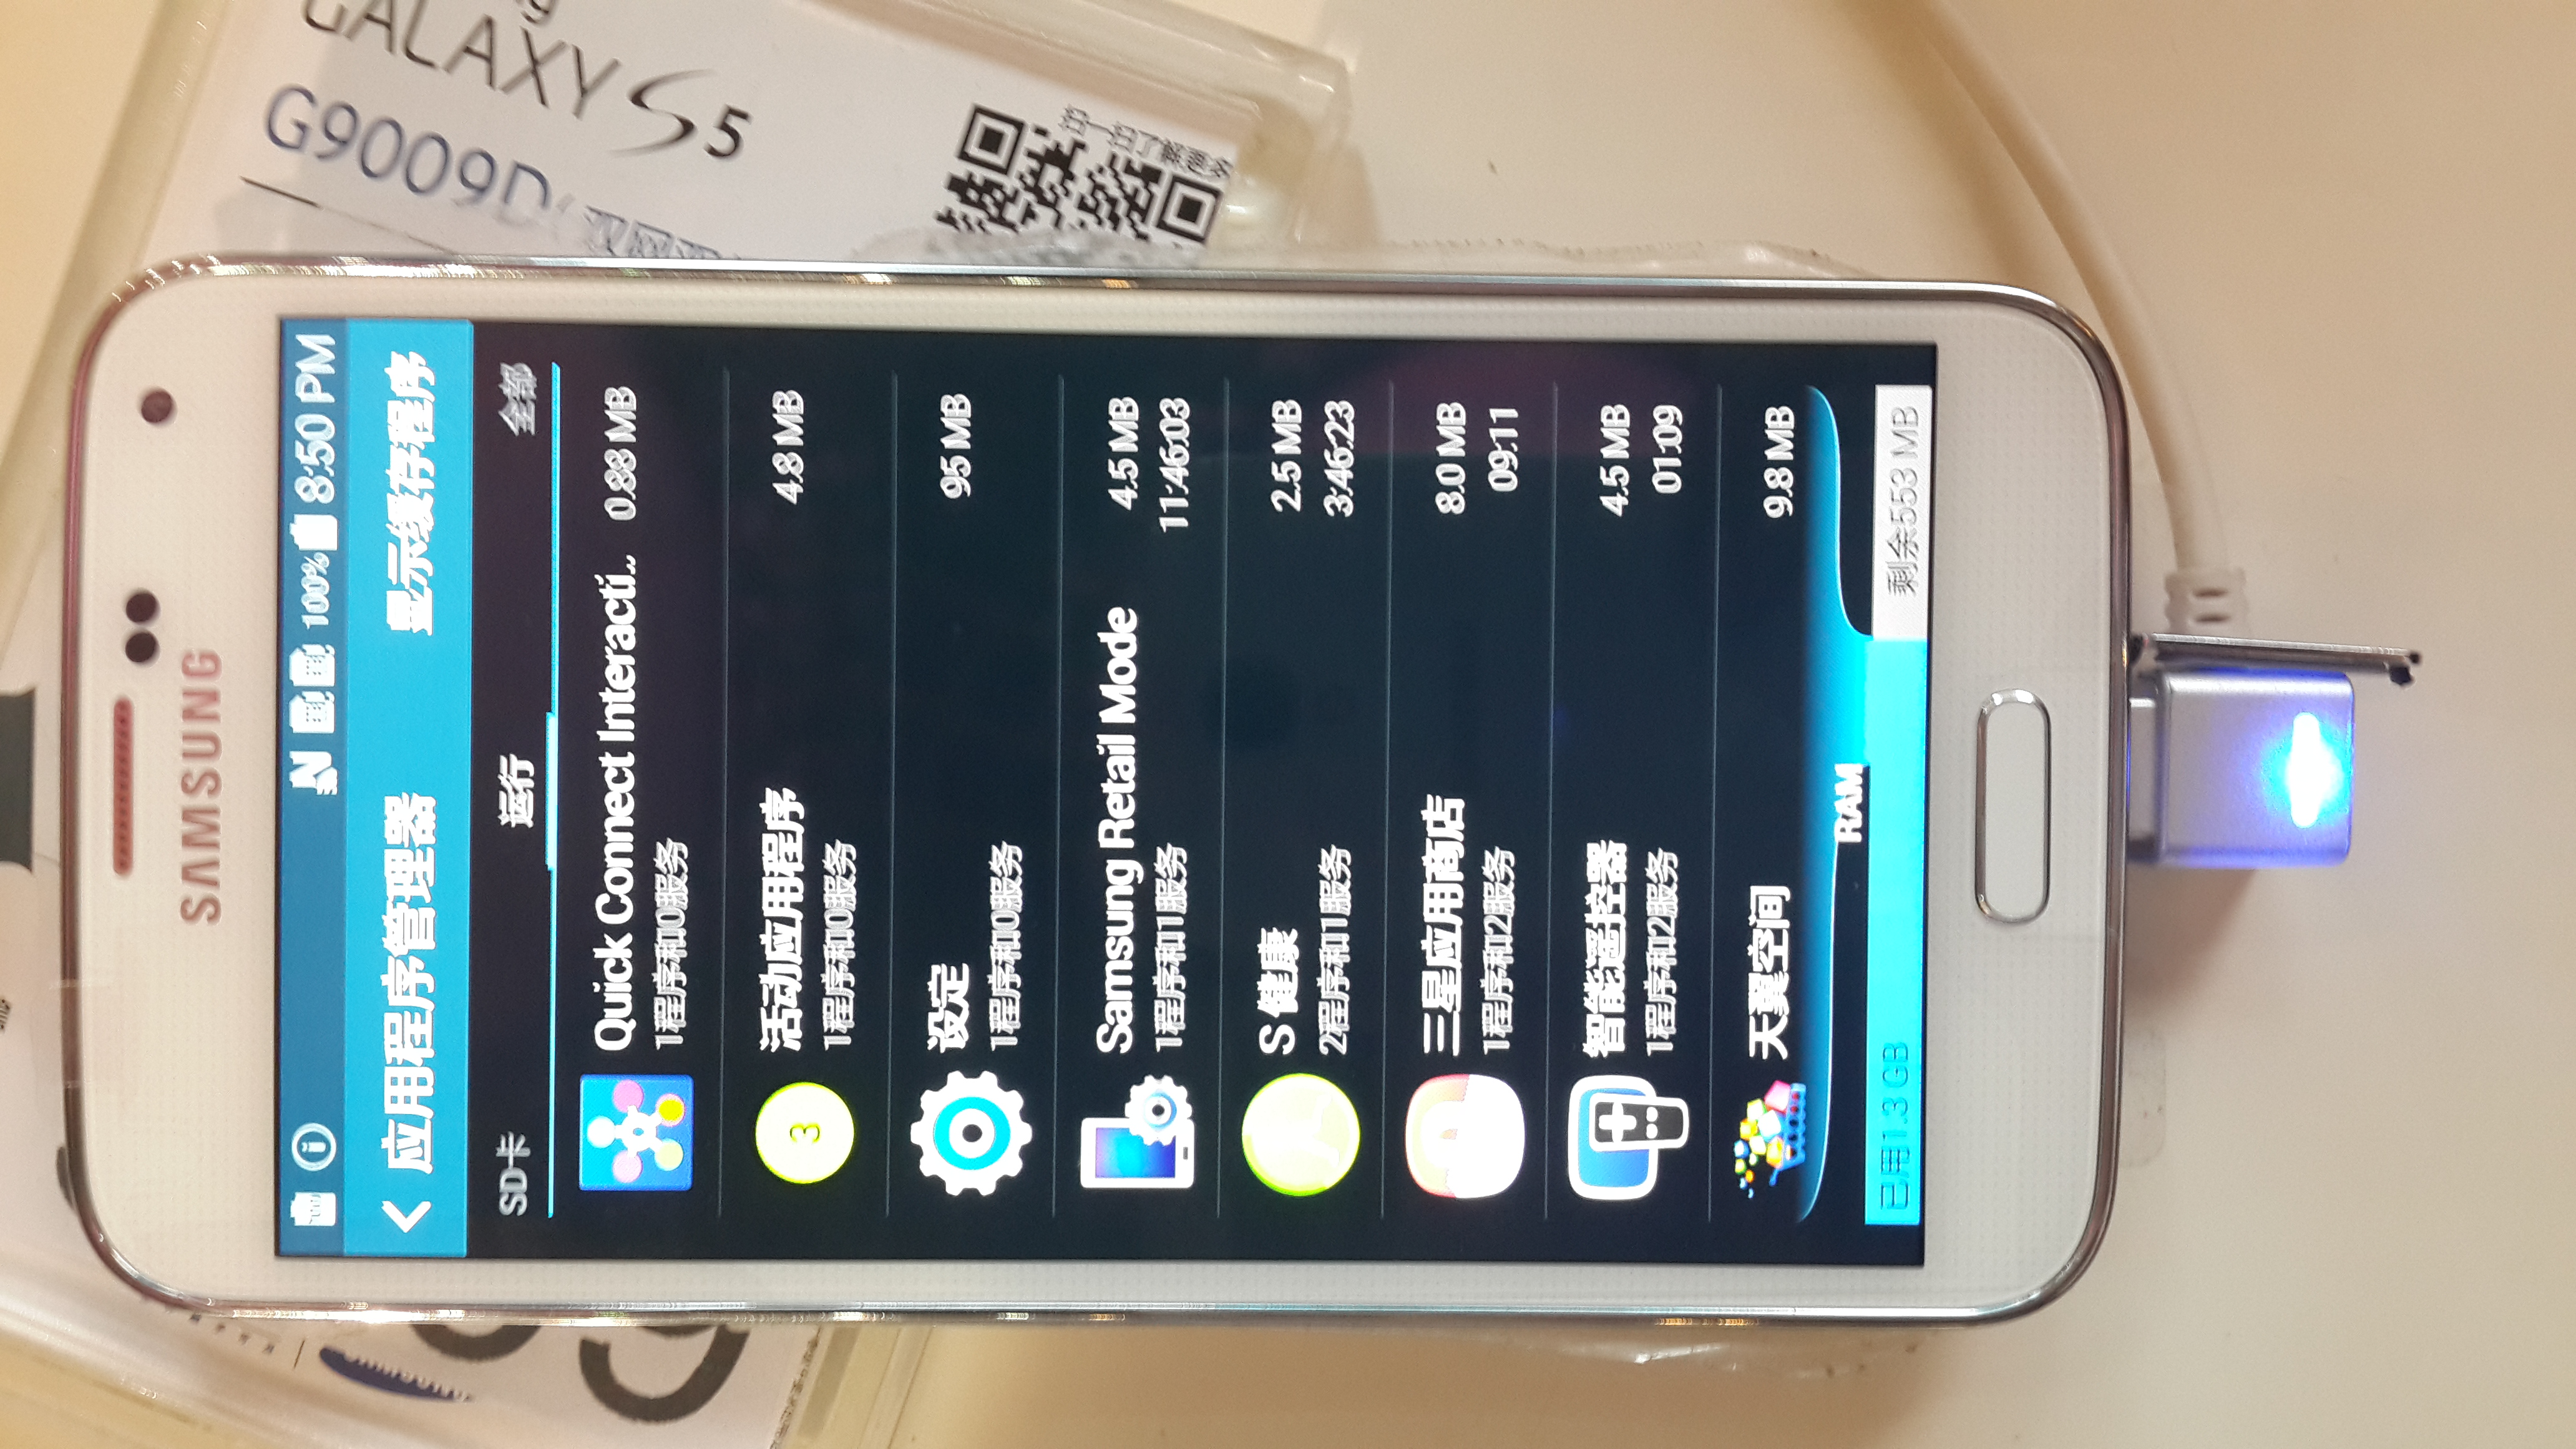 SAMSUNG
100% 8:50 PM
应用程序管理器 显示缓存程序
SD卡 运行 全部
Quick Connect Interacti.. 0.88 MB
1程序和0服务
3 活动应用程序 4.8 MB
1程序和0服务
设定 95 MB
1程序和0服务
Samsung Retail Mode 4.5 MB
1程序和1服务 11:46:03
S 健康 2.5 MB
2程序和1服务 3:46:23
三星应用商店 8.0 MB
1程序和2服务 09:11
智能遥控器 4.5 MB
1程序和2服务 01:09
天翼空间 9.8 MB
RAM
已用1.3 GB 剩余553 MB
GALAXY S5
G9009D